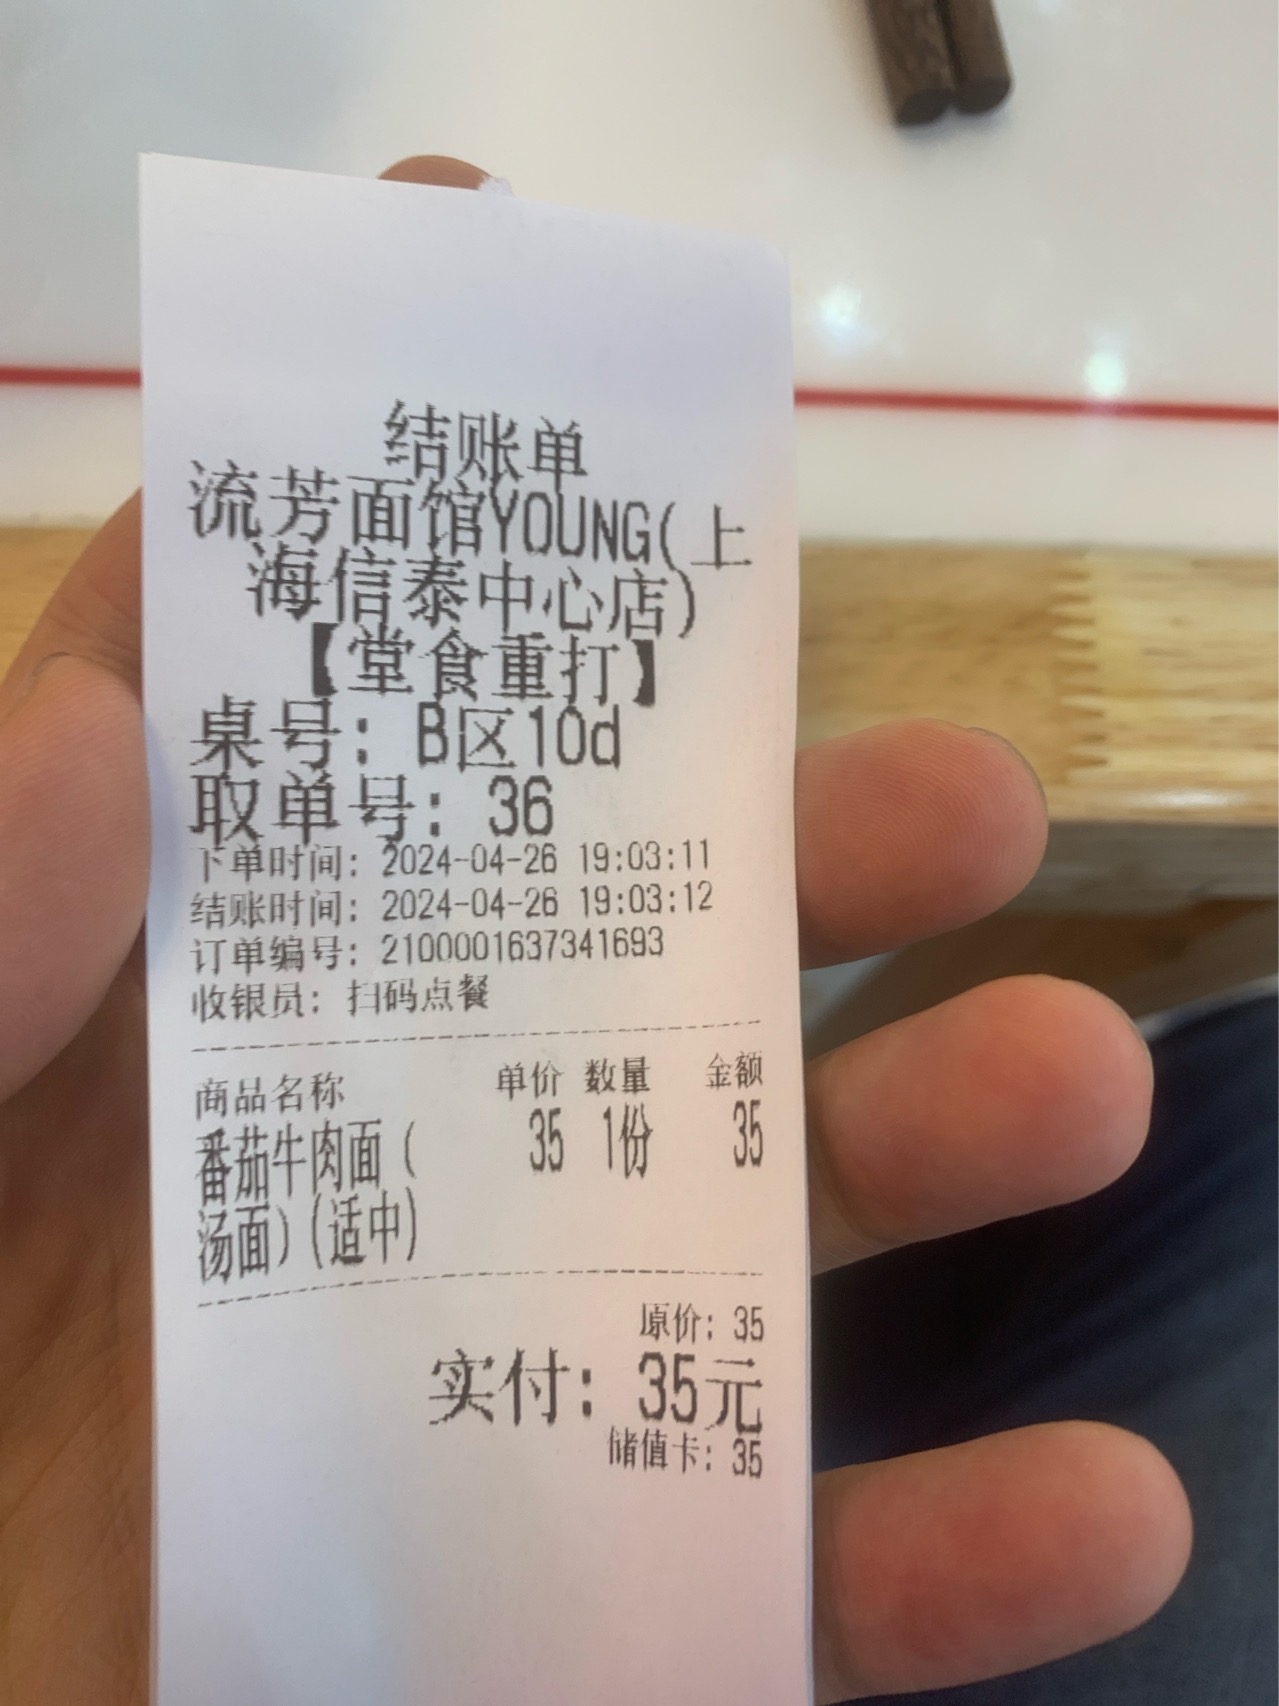 结账单
流芳面馆YOUNG(上
海信泰中心店)
【堂食重打】
桌号: B区10d
取单号: 36
下单时间: 2024-04-26 19:03:11
结账时间: 2024-04-26 19:03:12
订单编号: 2100001637341693
收银员: 扫码点餐
商品名称 单价 数量 金额
番茄牛肉面( 35 1份 35
汤面)(适中)
原价: 35
实付: 35元
储值卡: 35